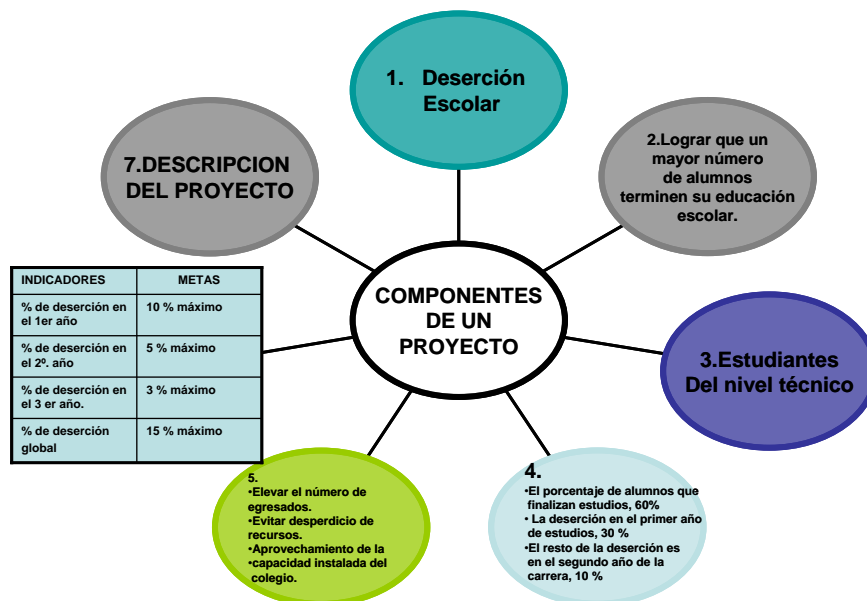 1. Deserción
Escolar
2.Lograr que un
mayor número
de alumnos
terminen su educación
escolar.
7.DESCRIPCION
DEL PROYECTO
COMPONENTES
DE UN
PROYECTO
3.Estudiantes
Del nivel técnico
INDICADORES METAS
% de deserción en
el 1er año
10 % máximo
% de deserción en
el 2º. año
5 % máximo
% de deserción en
el 3 er año.
3 % máximo
% de deserción
global
15 % máximo
4.
•El porcentaje de alumnos que
finalizan estudios, 60%
• La deserción en el primer año
de estudios, 30 %
•El resto de la deserción es
en el segundo año de la
carrera, 10 %
5.
•Elevar el número de
egresados.
•Evitar desperdicio de
recursos.
•Aprovechamiento de la
•capacidad instalada del
colegio.